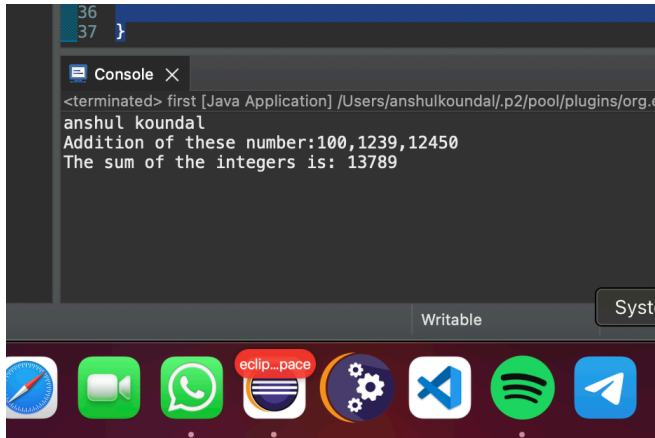 36
37 }
Console
<terminated> first [Java Application] /Users/anshulkoundal/.p2/pool/plugins/org.e
anshul koundal
Addition of these number:100,1239,12450
The sum of the integers is: 13789
Writable
Syst
eclip...pace